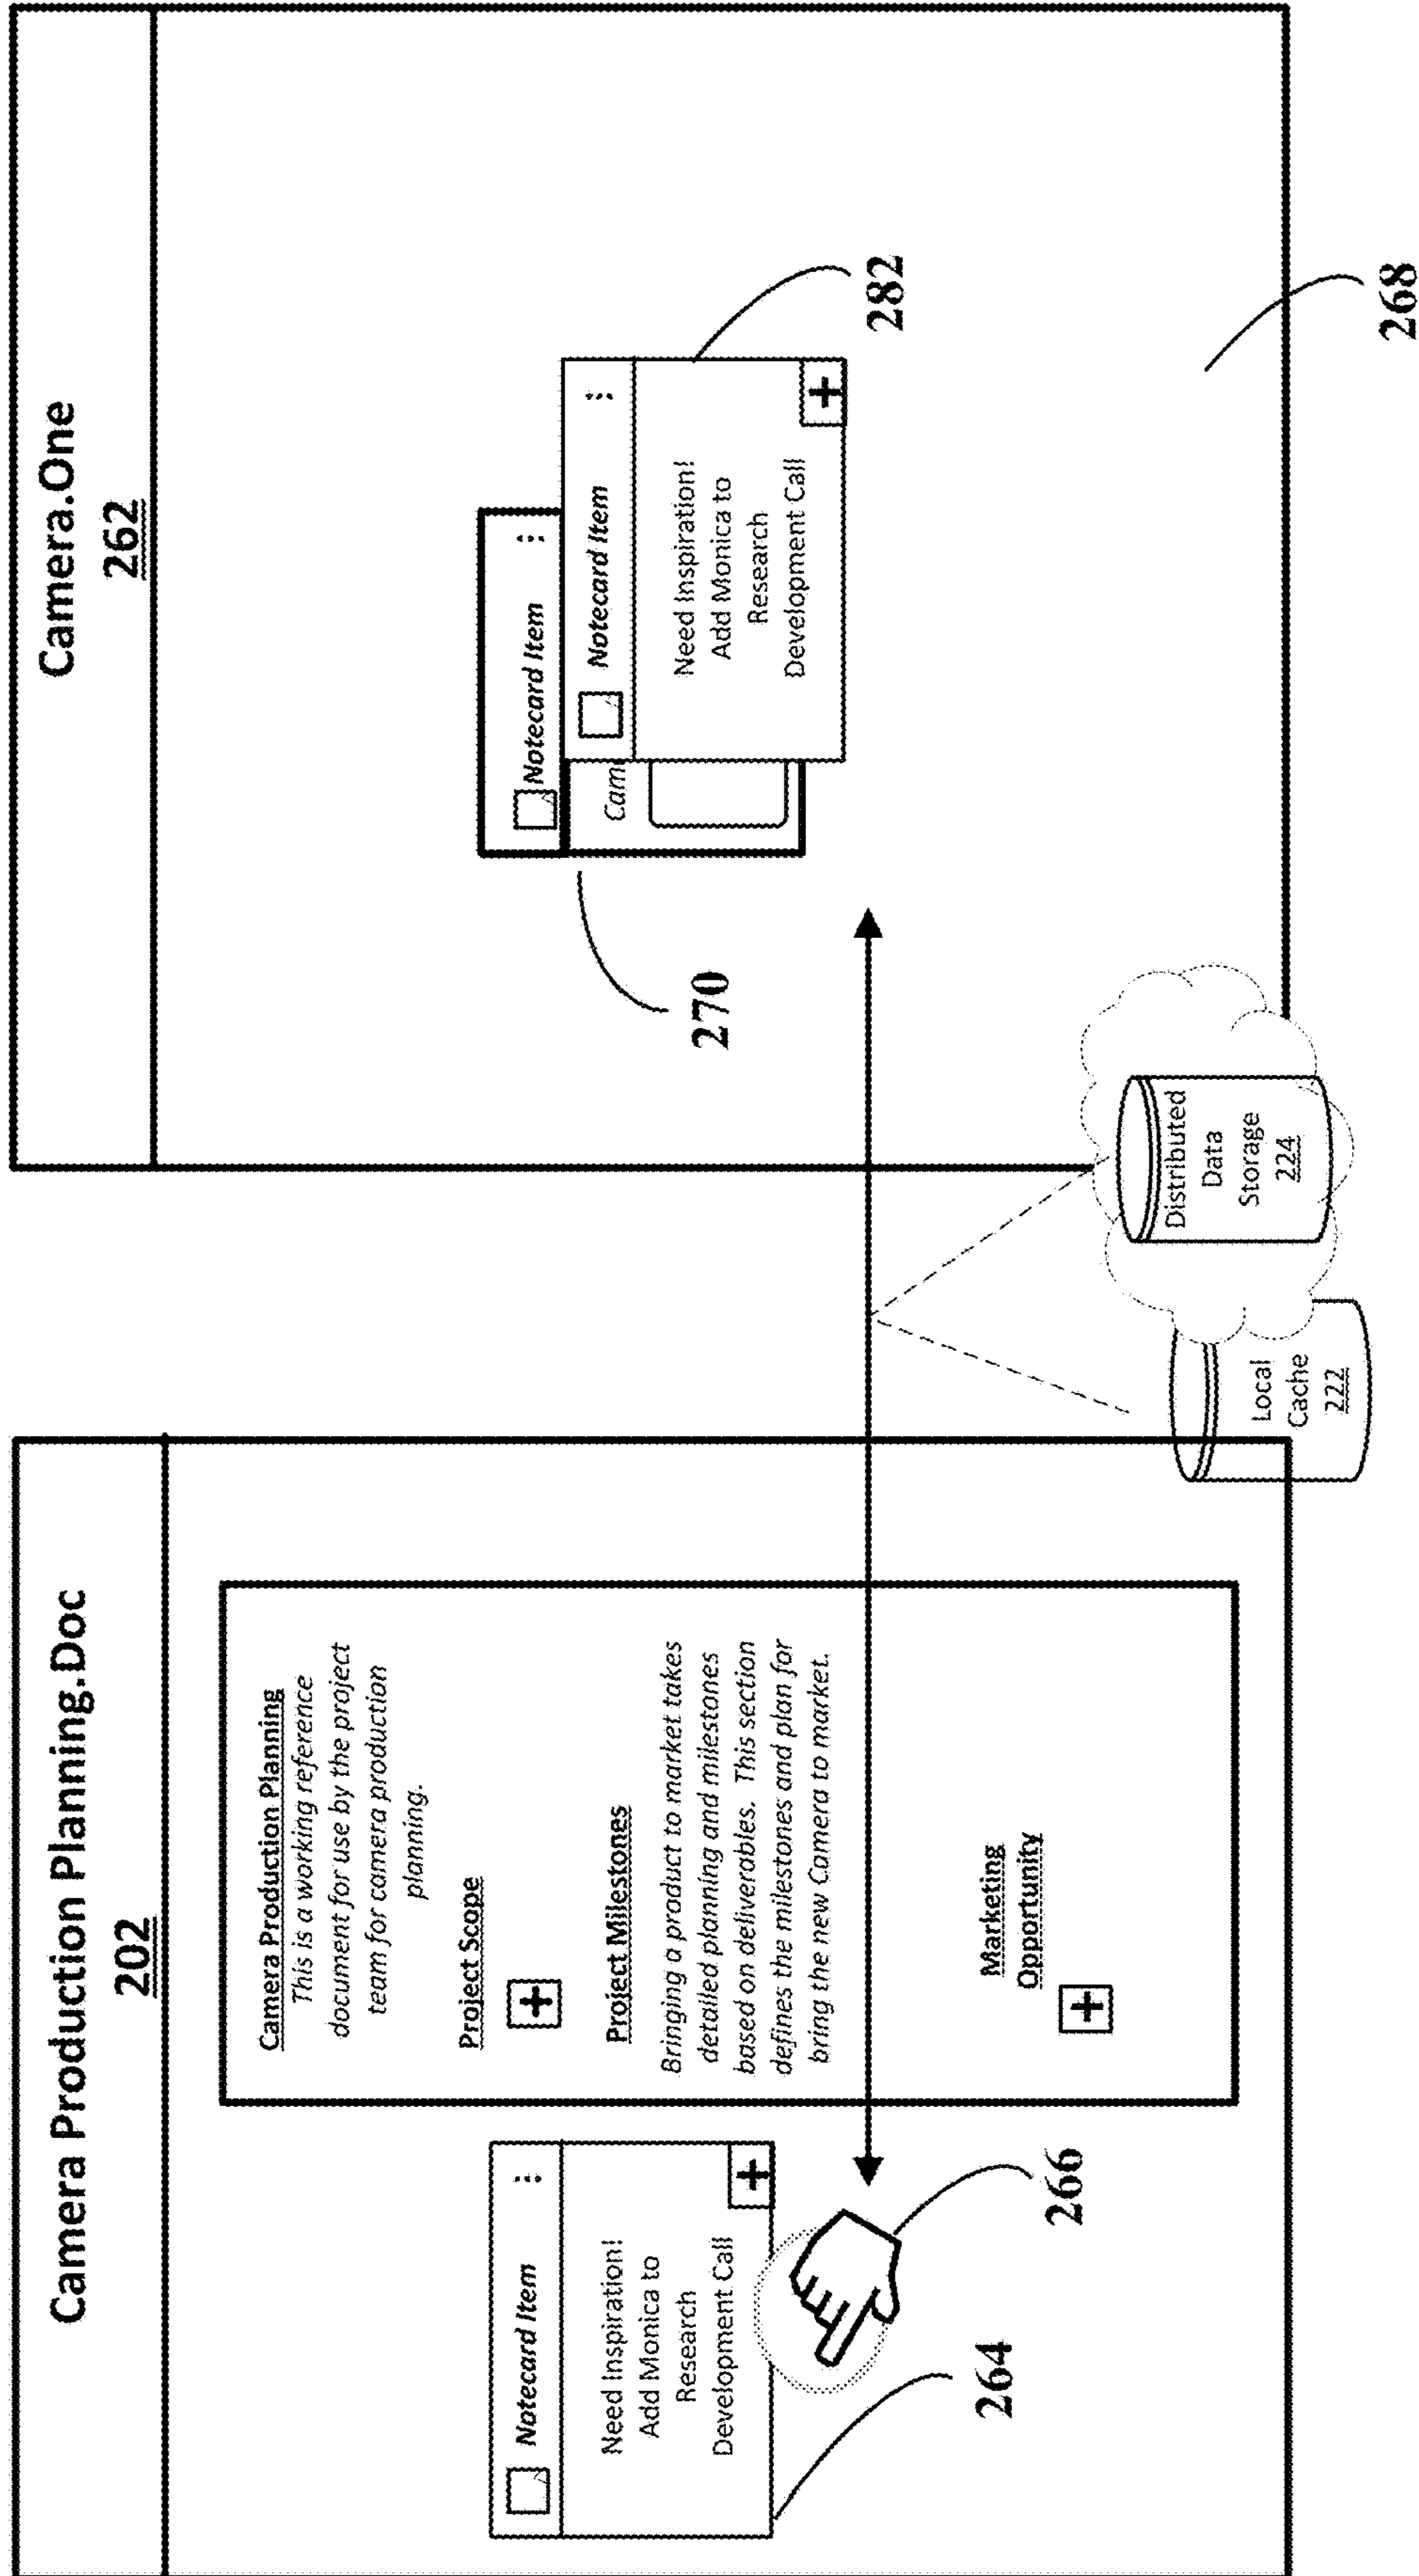 Camera Production Planning.Doc
202
Notecard Item
Need Inspiration!
Add Monica to
Research
Development Call
+
264
266
Camera Production Planning
This is a working reference
document for use by the project
team for camera production
planning.
Project Scope
+
Project Milestones
Bringing a product to market takes
detailed planning and milestones
based on deliverables. This section
defines the milestones and plan for
bring the new Camera to market.
Marketing
Opportunity
+
Local
Cache
222
Distributed
Data
Storage
224
Camera.One
262
Notecard Item
Cam
270
Notecard Item
Need Inspiration!
Add Monica to
Research
Development Call
+
282
268